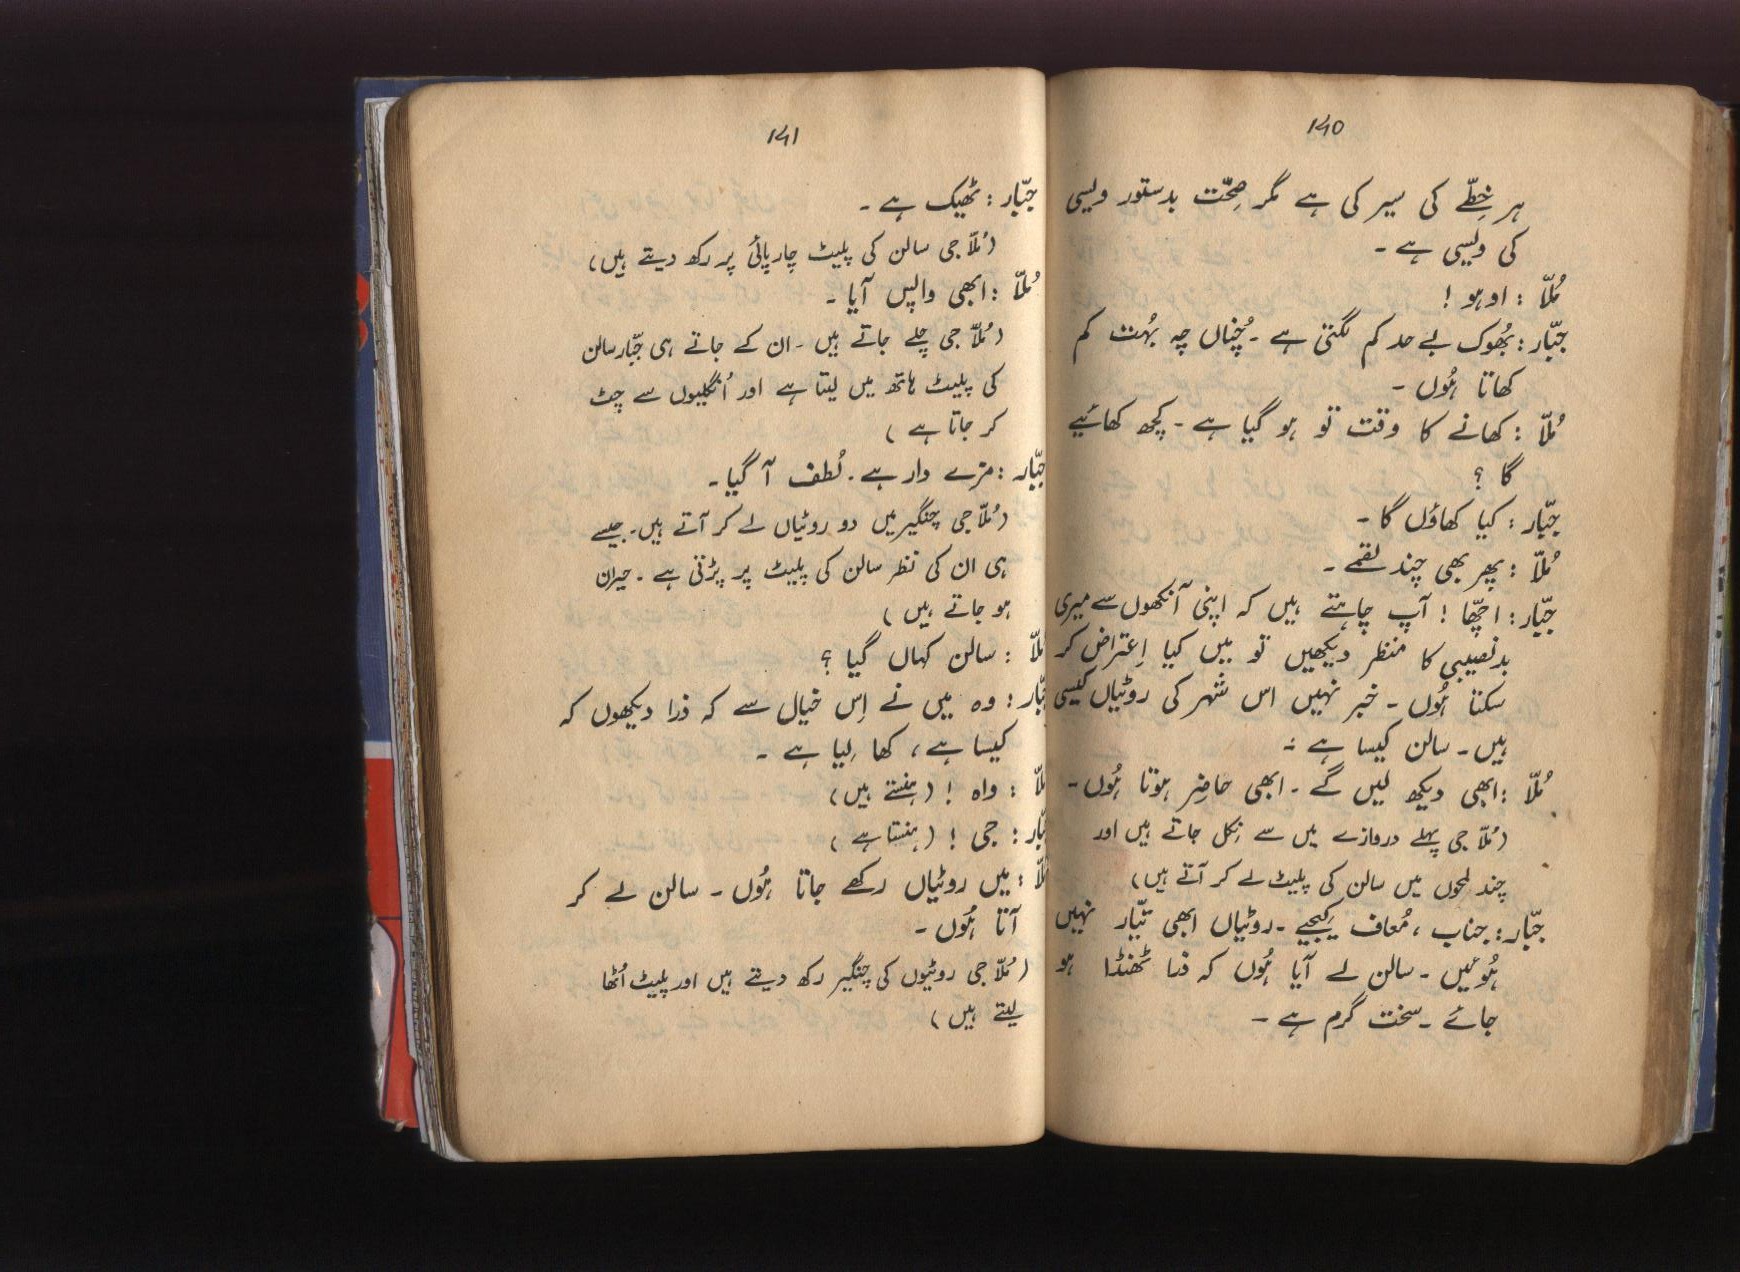 ۱۴۰
ہر خِطّے کی سیر کی ہے مگر صِحّت بدستور ویسی
کی ویسی ہے ۔
مُلّا : اوہو !
جبّار : بُھوک بے حد کم لگتی ہے ۔ چُناں چہ بہُت کم
کھاتا ہُوں ۔
مُلّا : کھانے کا وقت تو ہو گیا ہے ۔ کچھ کھائیے
گا ؟
جبّار : کیا کھاؤں گا ۔
مُلّا : پھر بھی چند لقمے ۔
جبّار : اچّھا ! آپ چاہتے ہیں کہ اپنی آنکھوں سے میری
بدنصیبی کا منظر دیکھیں تو میں کیا اِعتراض کر
سکتا ہُوں ۔ خبر نہیں اس شہر کی روٹیاں کیسی
ہیں ۔ سالن کیسا ہے ؟
مُلّا : ابھی دیکھ لیں گے ۔ ابھی حاضِر ہوتا ہُوں ۔
(مُلّا جی پہلے دروازے میں سے نِکل جاتے ہیں اور
چند لمحوں میں سالن کی پلیٹ لے کر آتے ہیں)
جبّار : جناب ، مُعاف کیجیے ۔ روٹیاں ابھی تیّار نہیں
ہُوئیں ۔ سالن لے آیا ہُوں کہ ذرا ٹھنڈا ہو
جائے ۔ سخت گرم ہے ۔
۱۴۱
جبّار : ٹھیک ہے ۔
(مُلّا جی سالن کی پلیٹ چارپائی پر رکھ دیتے ہیں)
مُلّا : ابھی واپس آیا ۔
(مُلّا جی چلے جاتے ہیں ۔ ان کے جاتے ہی جبّار سالن
کی پلیٹ ہاتھ میں لیتا ہے اور اُنگلیوں سے چٹ
کر جاتا ہے )
جبّار : مزے دار ہے ۔ لُطف آ گیا ۔
(مُلّا جی چنگیر میں دو روٹیاں لے کر آتے ہیں ۔ جیسے
ہی ان کی نظر سالن کی پلیٹ پر پڑتی ہے ۔ حیران
ہو جاتے ہیں )
مُلّا : سالن کہاں گیا ؟
جبّار : وہ میں نے اِس خیال سے کہ ذرا دیکھوں کہ
کیسا ہے ، کھا لِیا ہے ۔
مُلّا : واہ ! (ہنستے ہیں)
جبّار : جی ! (ہنستا ہے )
مُلّا : میں روٹیاں رکھے جاتا ہُوں ۔ سالن لے کر
آتا ہُوں ۔
(مُلّا جی روٹیوں کی چنگیر رکھ دیتے ہیں اور پلیٹ اُٹھا
لیتے ہیں )